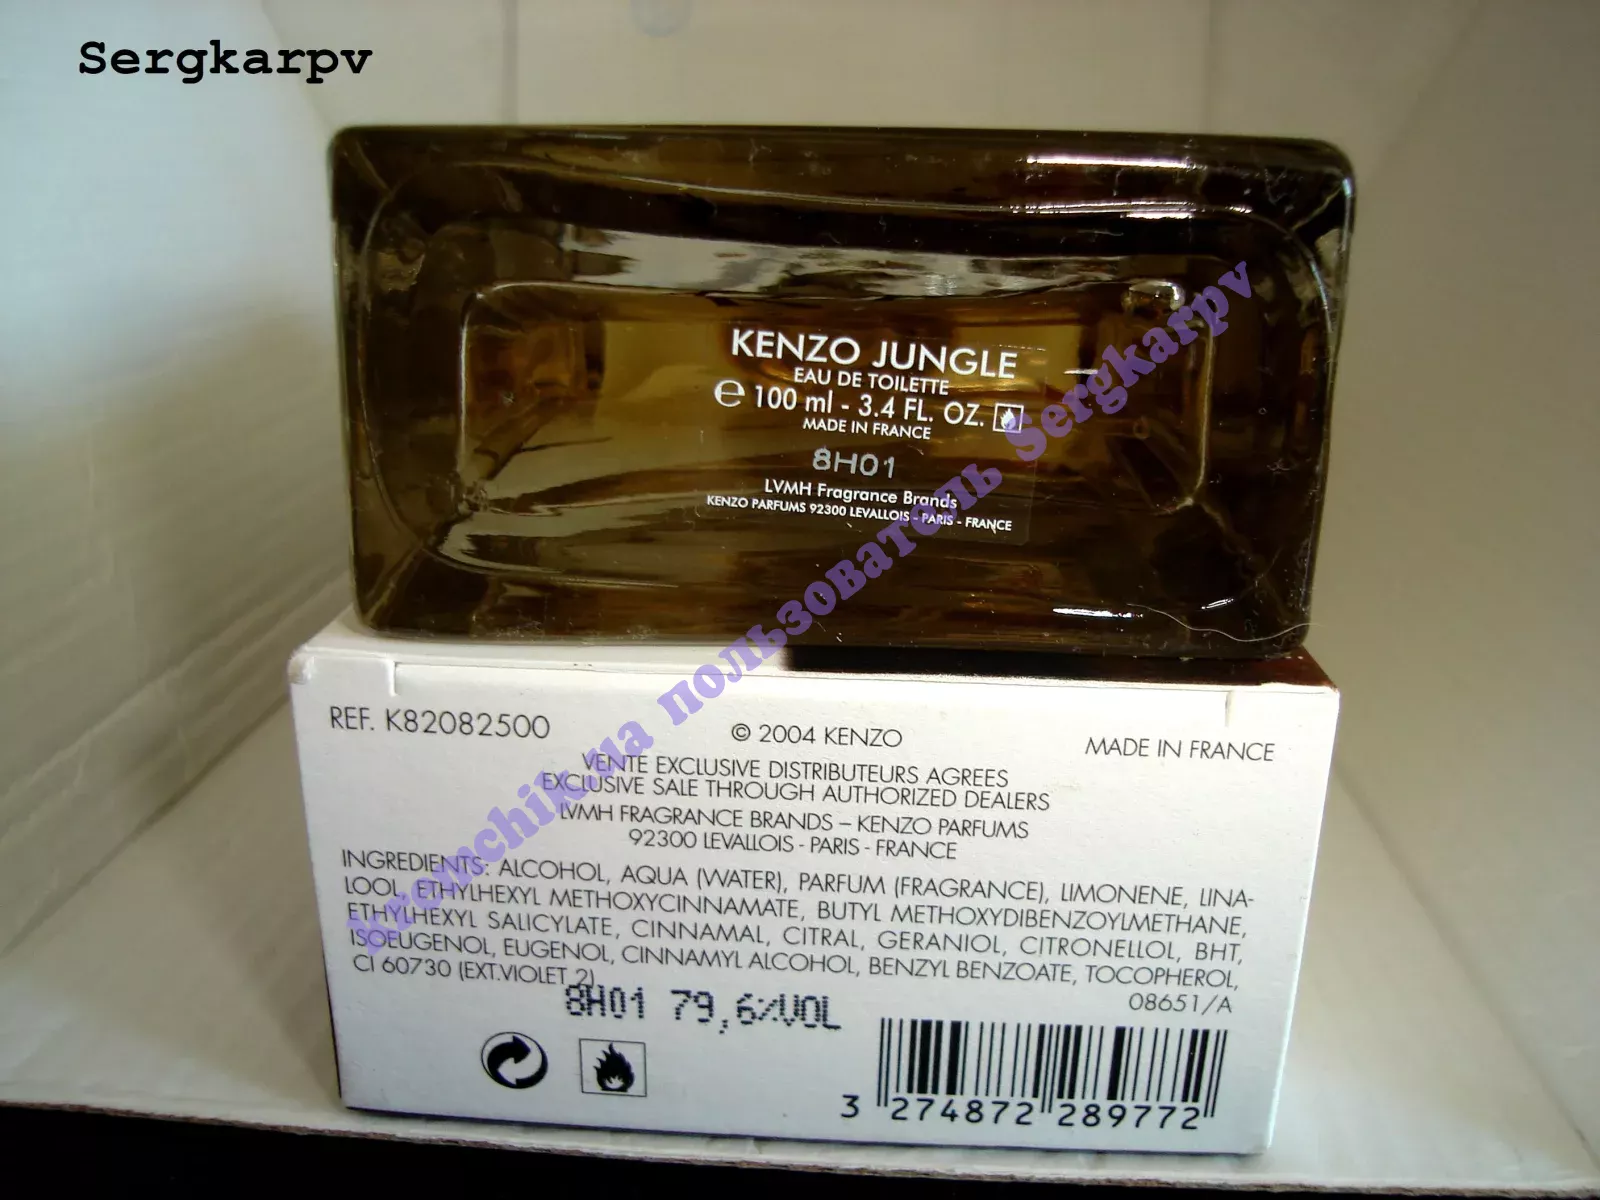 Sergkarpv
KENZO JUNGLE
EAU DE TOILETTE
℮ 100 ml - 3.4 FL. OZ.
MADE IN FRANCE
8H01
LVMH Fragrance Brands
KENZO PARFUMS 92300 LEVALLOIS - PARIS - FRANCE
kronchik.ua пользователь Sergkarpv
REF. K82082500
© 2004 KENZO
MADE IN FRANCE
VENTE EXCLUSIVE DISTRIBUTEURS AGREES
EXCLUSIVE SALE THROUGH AUTHORIZED DEALERS
LVMH FRAGRANCE BRANDS – KENZO PARFUMS
92300 LEVALLOIS - PARIS - FRANCE
INGREDIENTS: ALCOHOL, AQUA (WATER), PARFUM (FRAGRANCE), LIMONENE, LINA-
LOOL, ETHYLHEXYL METHOXYCINNAMATE, BUTYL METHOXYDIBENZOYLMETHANE,
ETHYLHEXYL SALICYLATE, CINNAMAL, CITRAL, GERANIOL, CITRONELLOL, BHT,
ISOEUGENOL, EUGENOL, CINNAMYL ALCOHOL, BENZYL BENZOATE, TOCOPHEROL,
CI 60730 (EXT.VIOLET 2)
08651/A
8H01 79,6%VOL
3 274872 289772